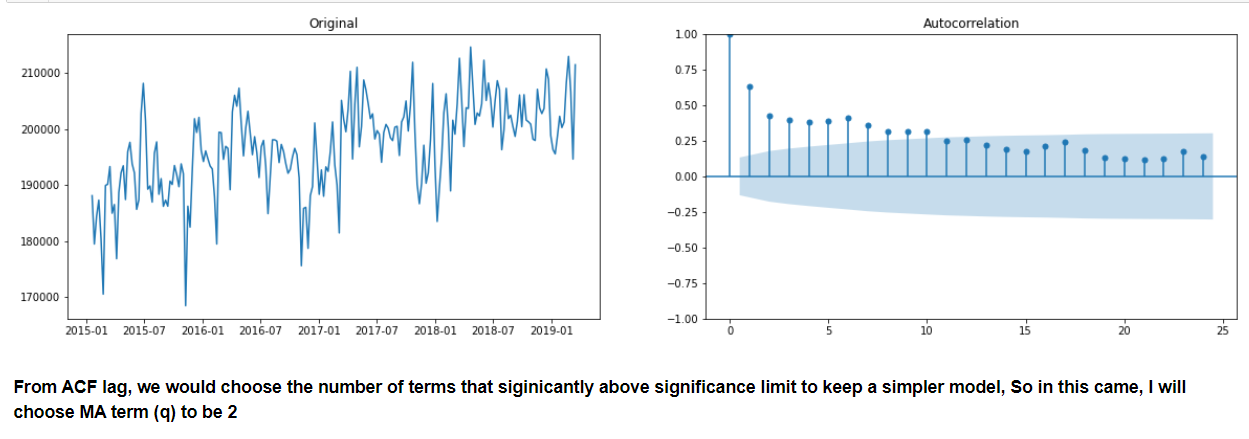 Original
210000
200000
190000
180000
170000
2015-01 2015-07 2016-01 2016-07 2017-01 2017-07 2018-01 2018-07 2019-01
Autocorrelation
1.00
0.75
0.50
0.25
0.00
−0.25
−0.50
−0.75
−1.00
0 5 10 15 20 25
From ACF lag, we would choose the number of terms that siginicantly above significance limit to keep a simpler model, So in this came, I will
choose MA term (q) to be 2